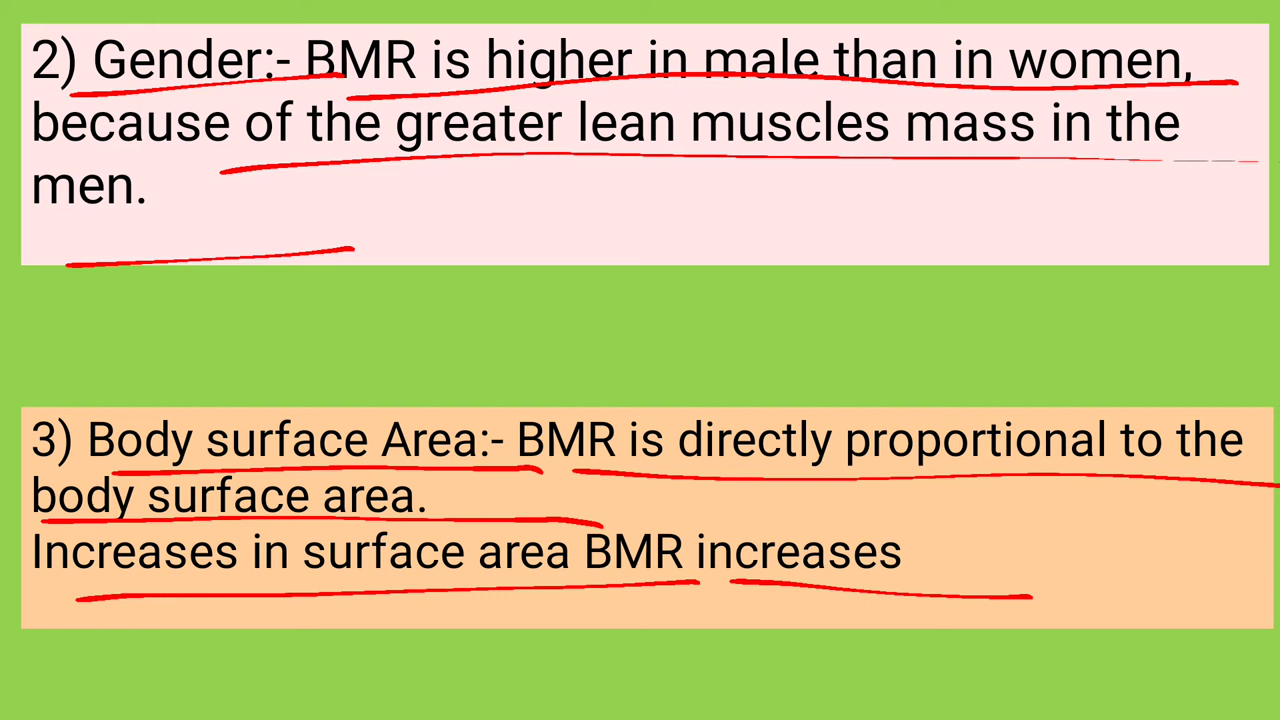 2) Gender:- BMR is higher in male than in women,
because of the greater lean muscles mass in the
men.
3) Body surface Area:- BMR is directly proportional to the
body surface area.
Increases in surface area BMR increases